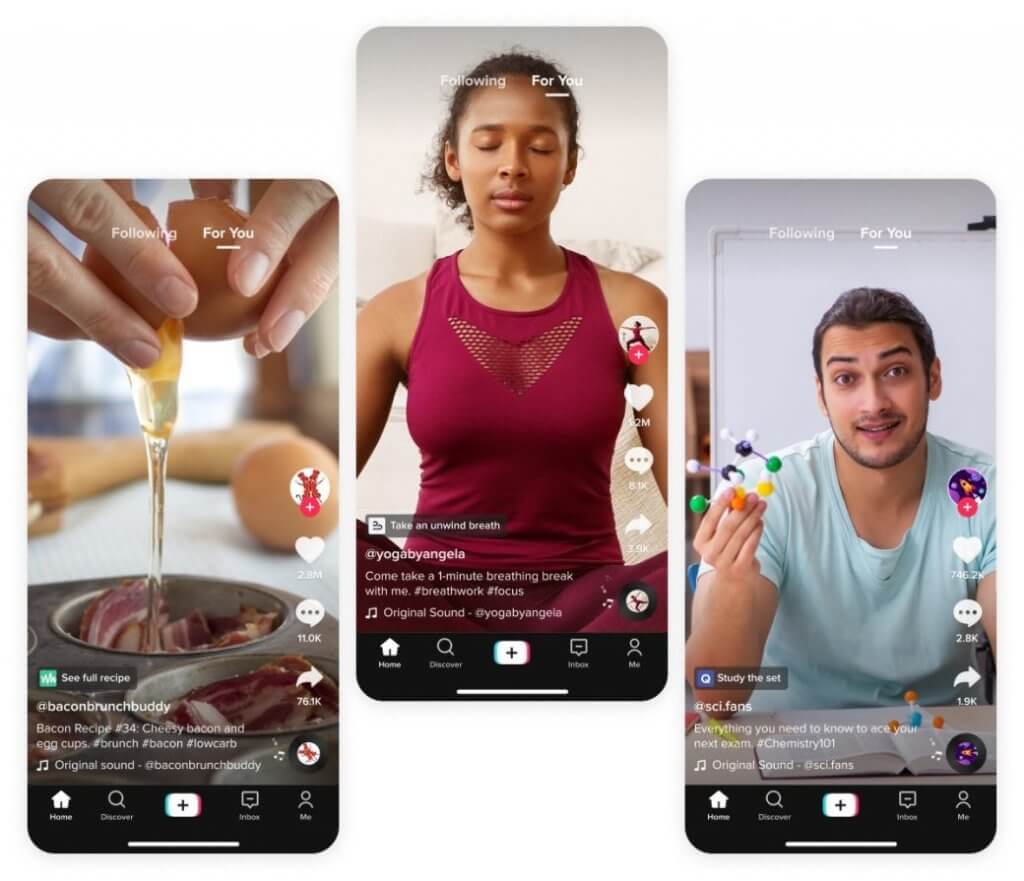 Following For You
2.8M
11.0K
76.1K
See full recipe
@baconbrunchbuddy
Bacon Recipe #34: Cheesy bacon and
egg cups. #brunch #bacon #lowcarb
Original sound - @baconbrunchbuddy
Home Discover Inbox Me
Following For You
8.1K
3.9K
Take an unwind breath
@yogabyangela
Come take a 1-minute breathing break
with me. #breathwork #focus
Original Sound - @yogabyangela
Home Discover Inbox Me
Following For You
746.2K
2.8K
1.9K
Study the set
@sci.fans
Everything you need to know to ace your
next exam. #Chemistry101
Original Sound - @sci.fans
Home Discover Inbox Me